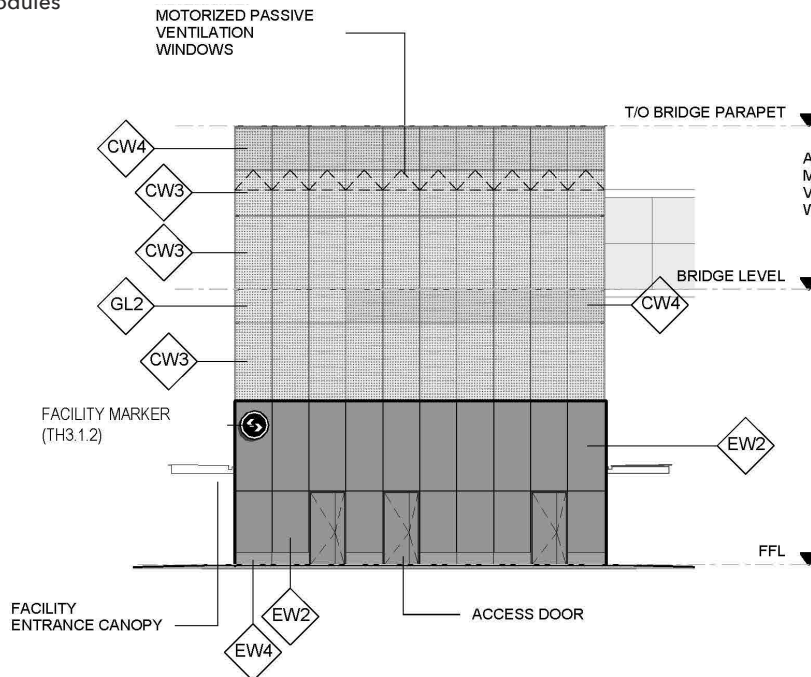 MOTORIZED PASSIVE
VENTILATION
WINDOWS
T/O BRIDGE PARAPET
CW4
CW3
CW3
BRIDGE LEVEL
GL2
CW4
CW3
FACILITY MARKER
(TH3.1.2)
EW2
FFL
FACILITY
ENTRANCE CANOPY
EW2
ACCESS DOOR
EW4